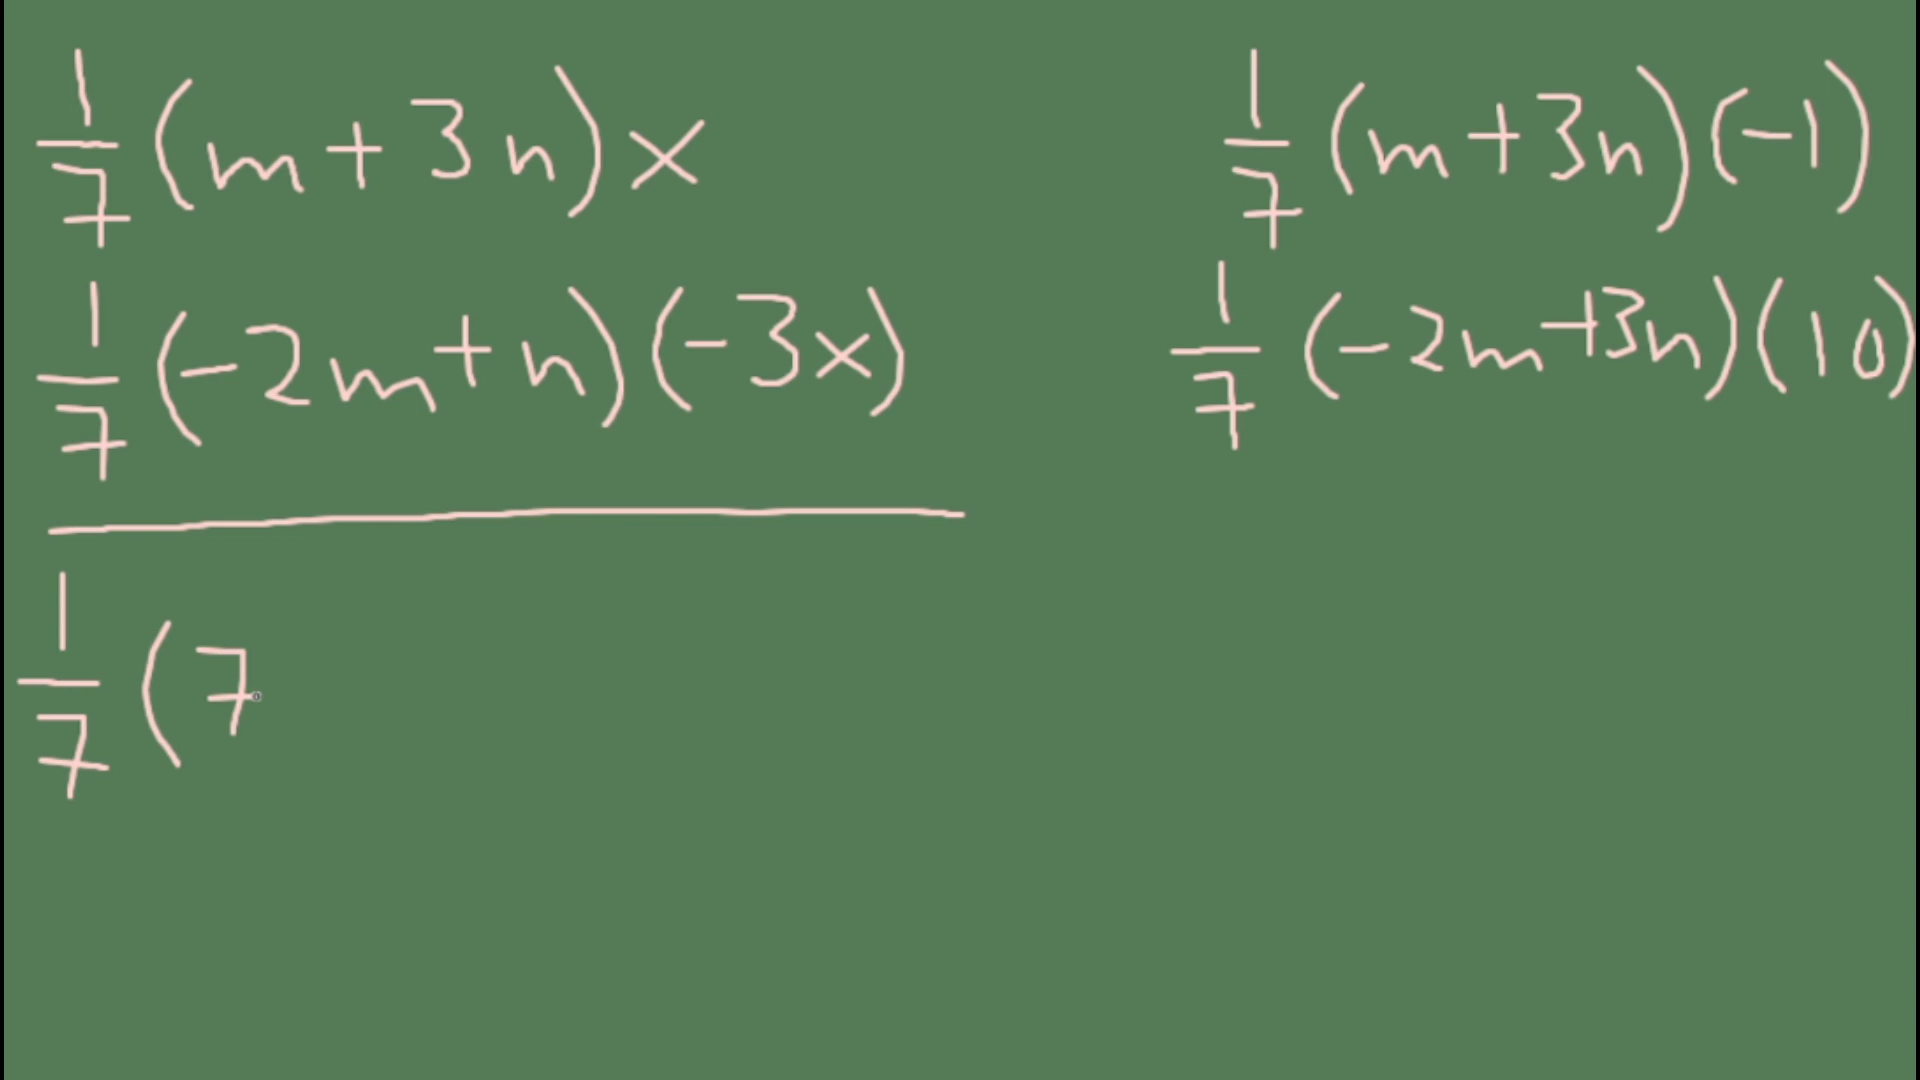 1/7 (m+3n)x
1/7 (-2m+n)(-3x)
1/7 (7
1/7 (m+3n)(-1)
1/7 (-2m+3n)(10)